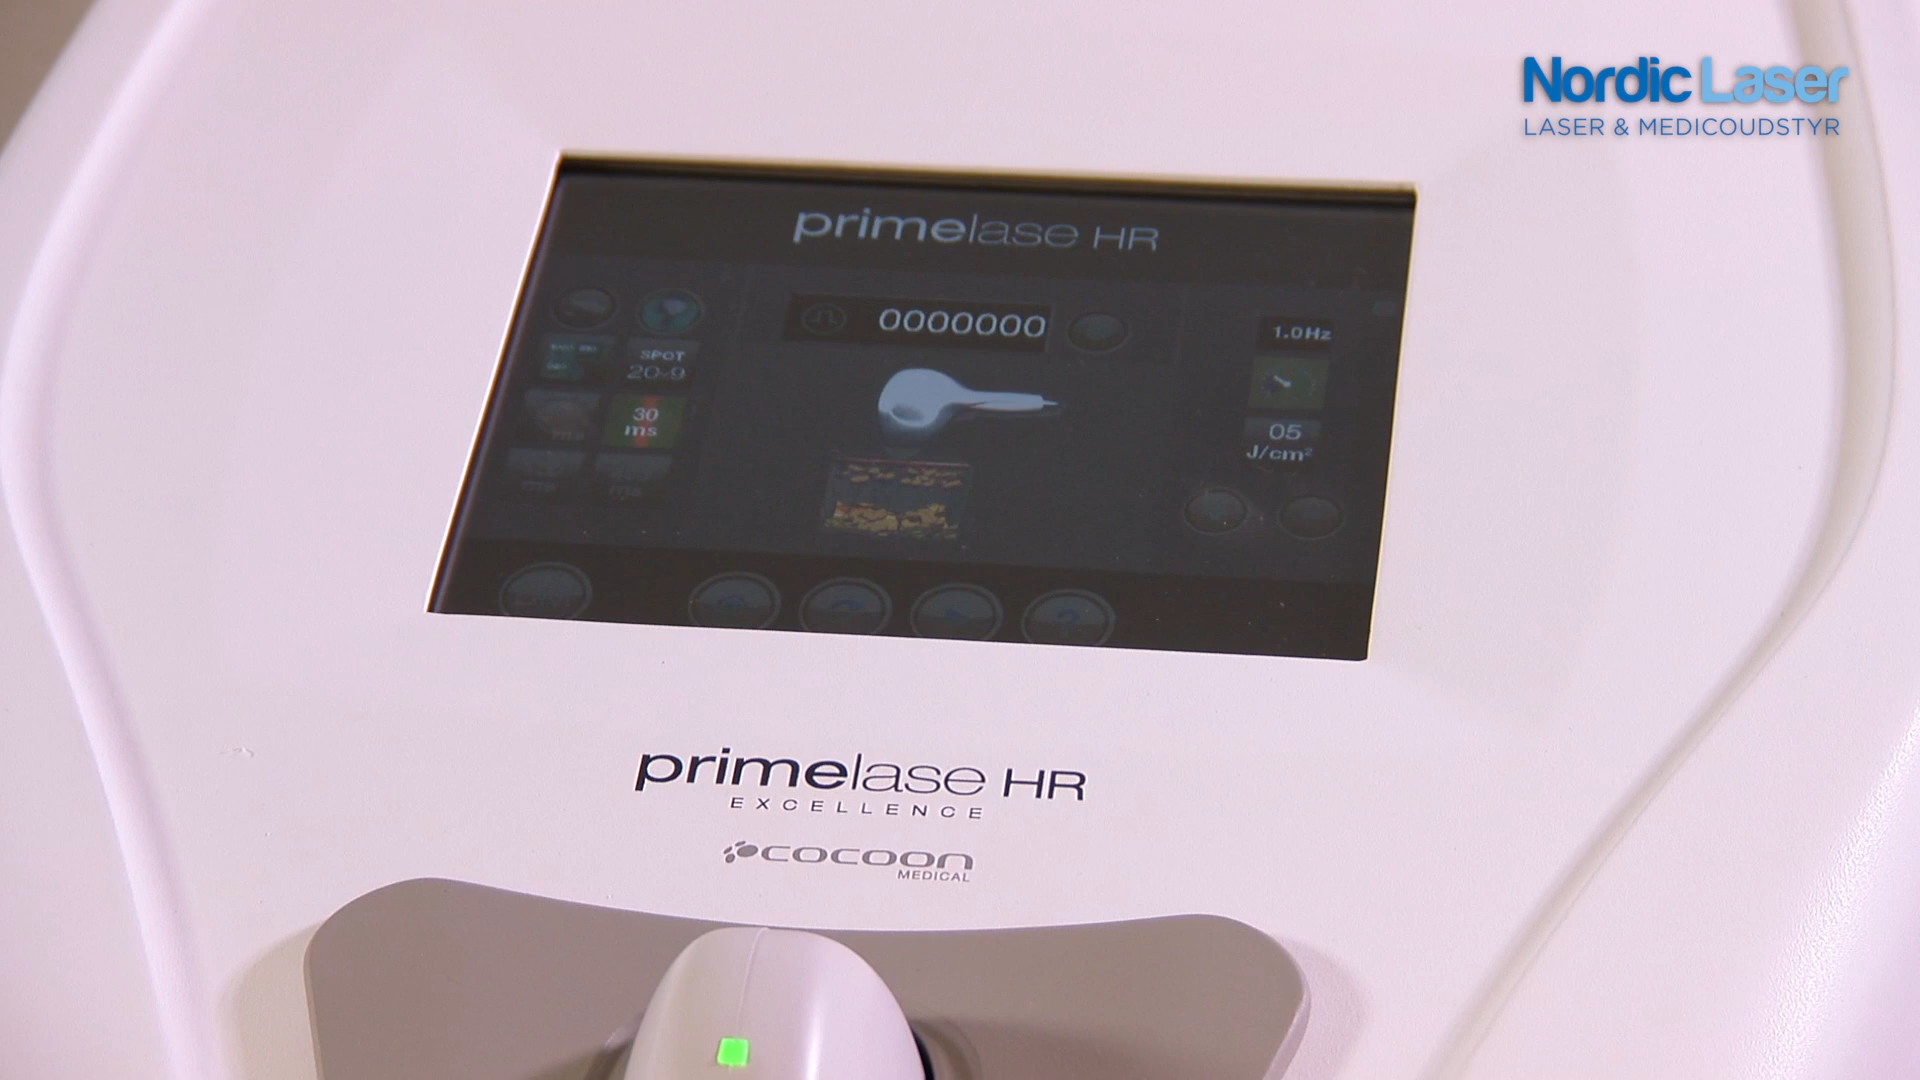 Nordic Laser
LASER & MEDICOUDSTYR
primelase HR
0000000
1.0Hz
SPOT
20-9
30
ms
05
J/cm²
primelase HR
EXCELLENCE
cocoon
MEDICAL